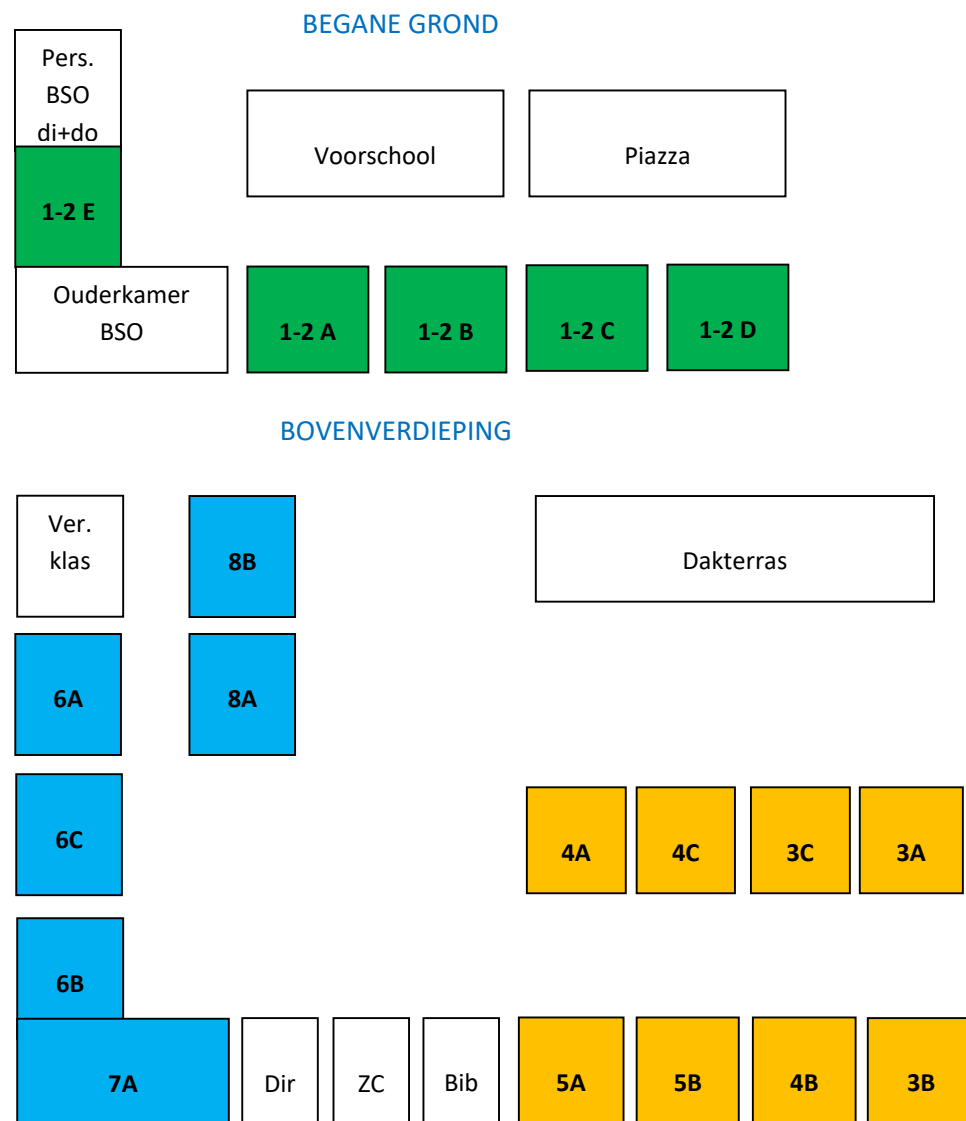 BEGANE GROND
Pers.
BSO
di+do
Voorschool
Piazza
1-2 E
Ouderkamer
BSO
1-2 A
1-2 B
1-2 C
1-2 D
BOVENVERDIEPING
Ver.
klas
8B
Dakterras
6A
8A
6C
4A
4C
3C
3A
6B
7A
Dir
ZC
Bib
5A
5B
4B
3B